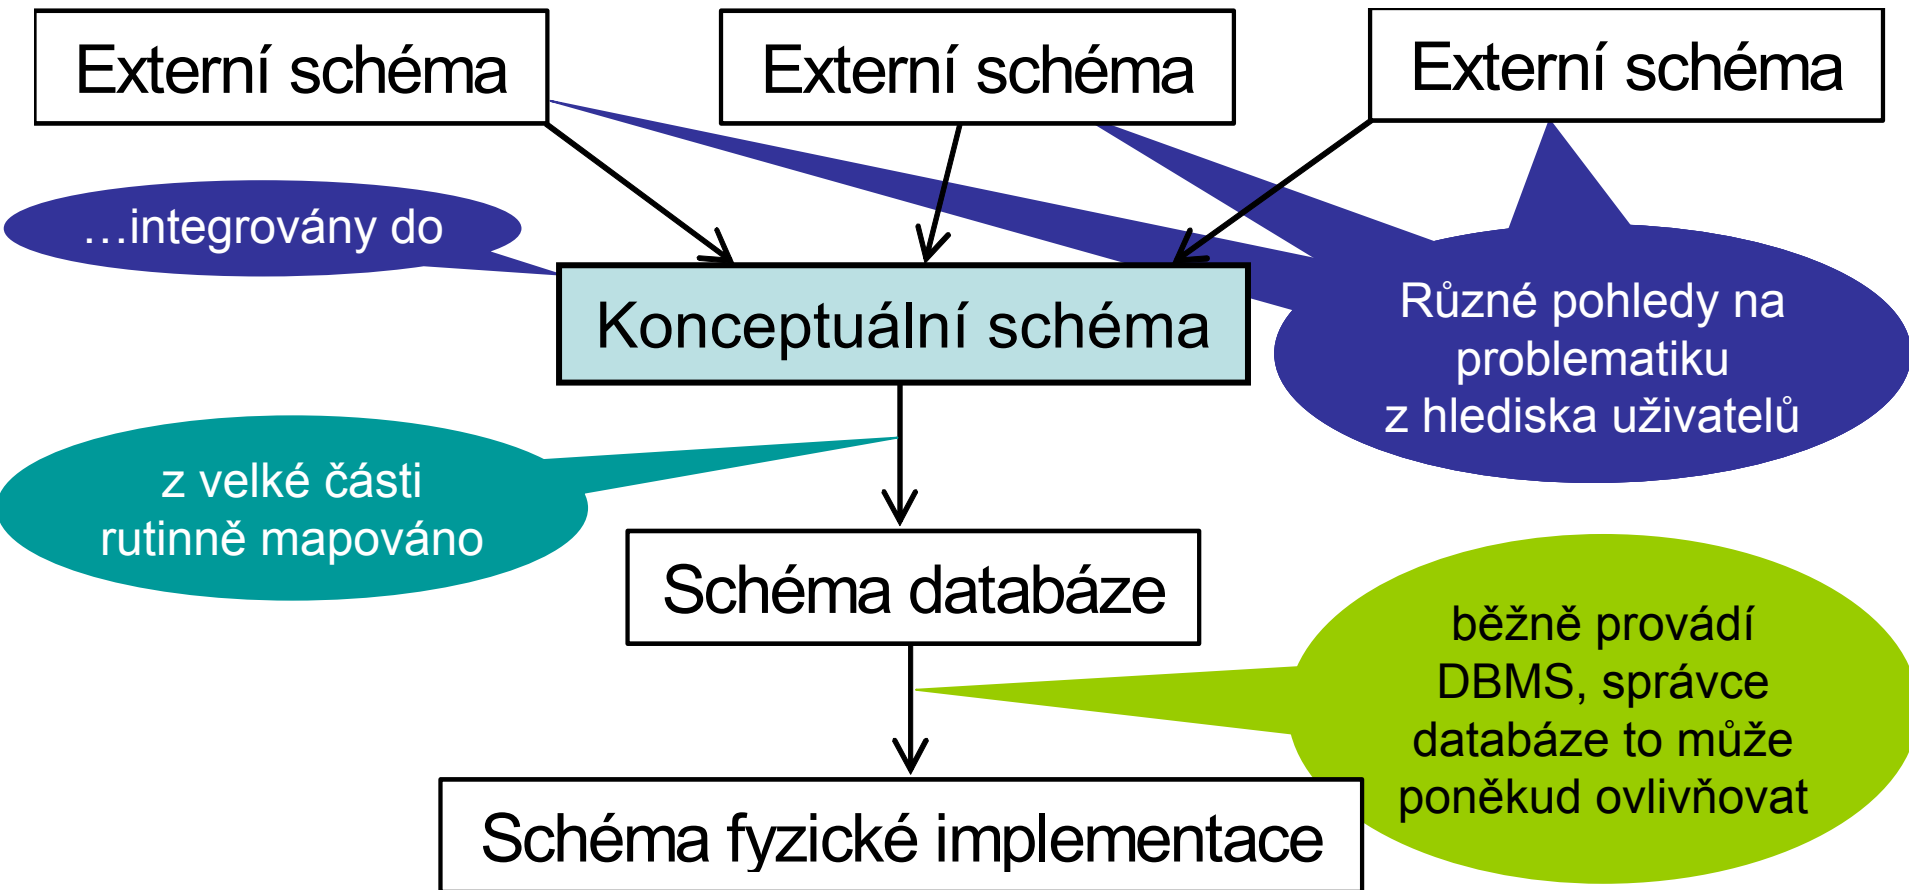 Externí schéma
Externí schéma
Externí schéma
…integrovány do
Konceptuální schéma
Různé pohledy na
problematiku
z hlediska uživatelů
z velké části
rutinně mapováno
Schéma databáze
běžně provádí
DBMS, správce
databáze to může
poněkud ovlivňovat
Schéma fyzické implementace